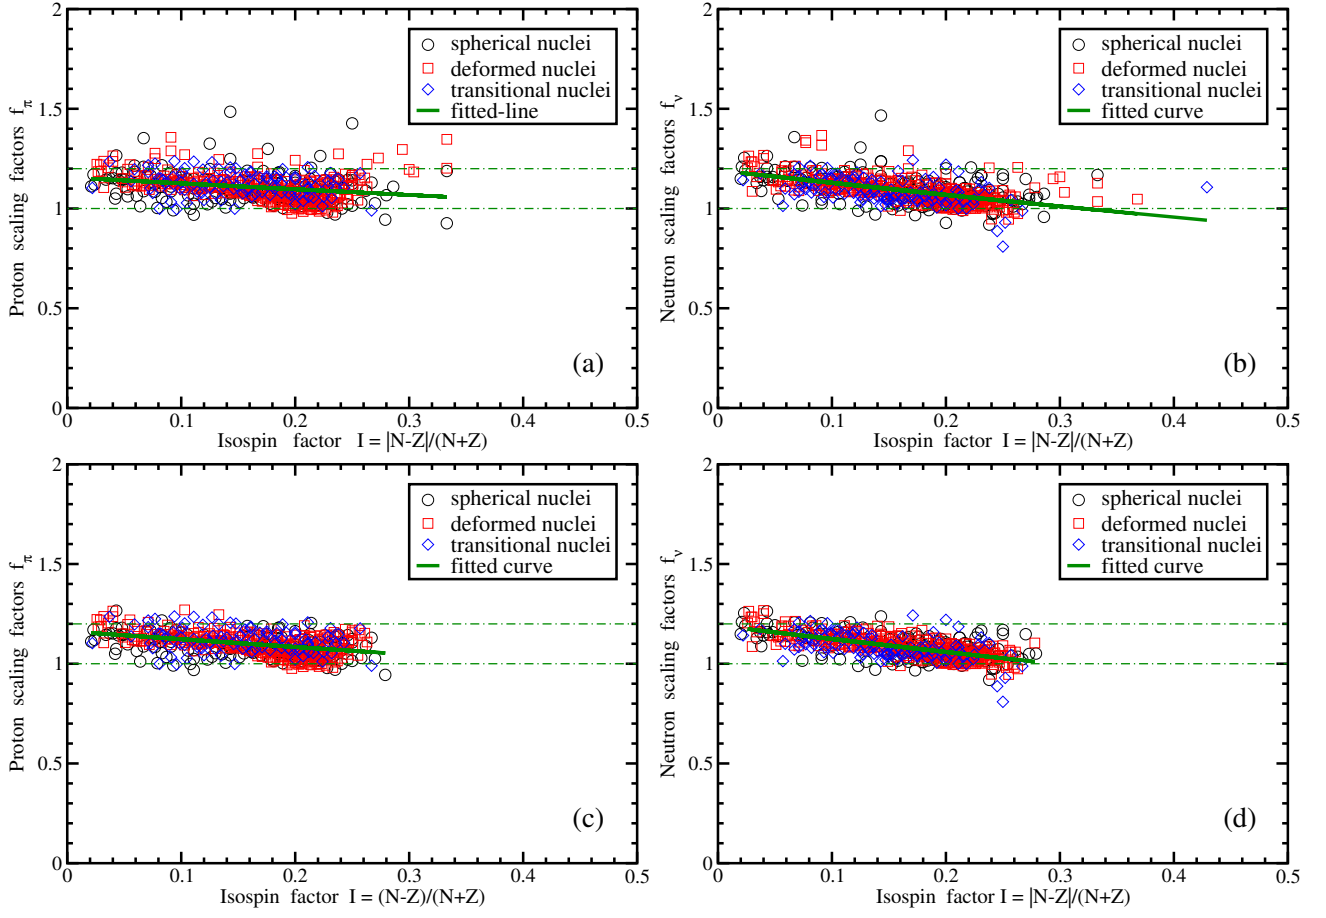 2
1.5
1
0.5
0
Proton scaling factors f_π
spherical nuclei
deformed nuclei
transitional nuclei
fitted-line
(a)
0 0.1 0.2 0.3 0.4 0.5
Isospin factor I = |N-Z|/(N+Z)
2
1.5
1
0.5
0
Neutron scaling factors f_ν
spherical nuclei
deformed nuclei
transitional nuclei
fitted curve
(b)
0 0.1 0.2 0.3 0.4 0.5
Isospin factor I = |N-Z|/(N+Z)
2
1.5
1
0.5
0
Proton scaling factors f_π
spherical nuclei
deformed nuclei
transitional nuclei
fitted curve
(c)
0 0.1 0.2 0.3 0.4 0.5
Isospin factor I = (N-Z)/(N+Z)
2
1.5
1
0.5
0
Neutron scaling factors f_ν
spherical nuclei
deformed nuclei
transitional nuclei
fitted curve
(d)
0 0.1 0.2 0.3 0.4 0.5
Isospin factor I = |N-Z|/(N+Z)